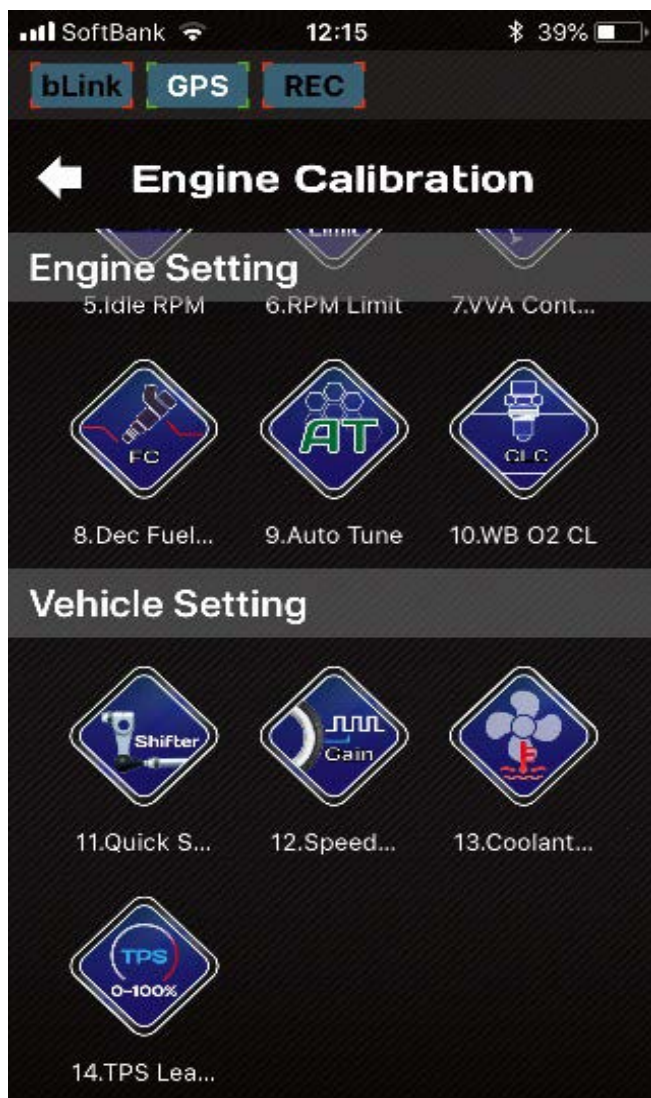 SoftBank 12:15 39%
bLink GPS REC
Engine Calibration
Limit
Engine Setting
5.Idle RPM 6.RPM Limit 7.VVA Cont...
FC AT CLC
8.Dec Fuel... 9.Auto Tune 10.WB O2 CL
Vehicle Setting
Shifter Gain
11.Quick S... 12.Speed... 13.Coolant...
TPS
0-100%
14.TPS Lea...